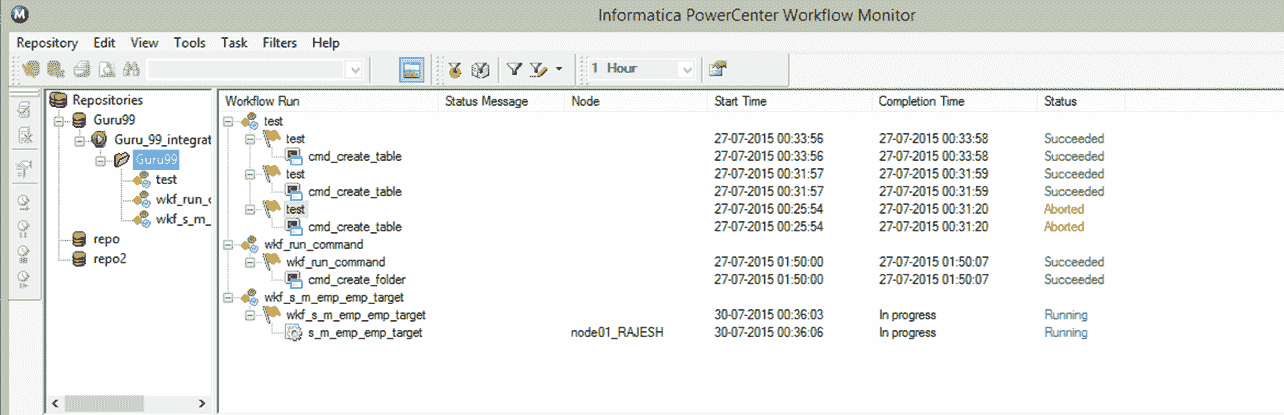 M
Informatica PowerCenter Workflow Monitor
Repository Edit View Tools Task Filters Help
1 Hour
Repositories
Guru99
Guru_99_integrat
Guru99
test
wkf_run_c
wkf_s_m_
repo
repo2
Workflow Run Status Message Node Start Time Completion Time Status
test
test 27-07-2015 00:33:56 27-07-2015 00:33:58 Succeeded
cmd_create_table 27-07-2015 00:33:56 27-07-2015 00:33:58 Succeeded
test 27-07-2015 00:31:57 27-07-2015 00:31:59 Succeeded
cmd_create_table 27-07-2015 00:31:57 27-07-2015 00:31:59 Succeeded
test 27-07-2015 00:25:54 27-07-2015 00:31:20 Aborted
cmd_create_table 27-07-2015 00:25:54 27-07-2015 00:31:20 Aborted
wkf_run_command
wkf_run_command 27-07-2015 01:50:00 27-07-2015 01:50:07 Succeeded
cmd_create_folder 27-07-2015 01:50:00 27-07-2015 01:50:07 Succeeded
wkf_s_m_emp_emp_target
wkf_s_m_emp_emp_target 30-07-2015 00:36:03 In progress Running
s_m_emp_emp_target node01_RAJESH 30-07-2015 00:36:06 In progress Running